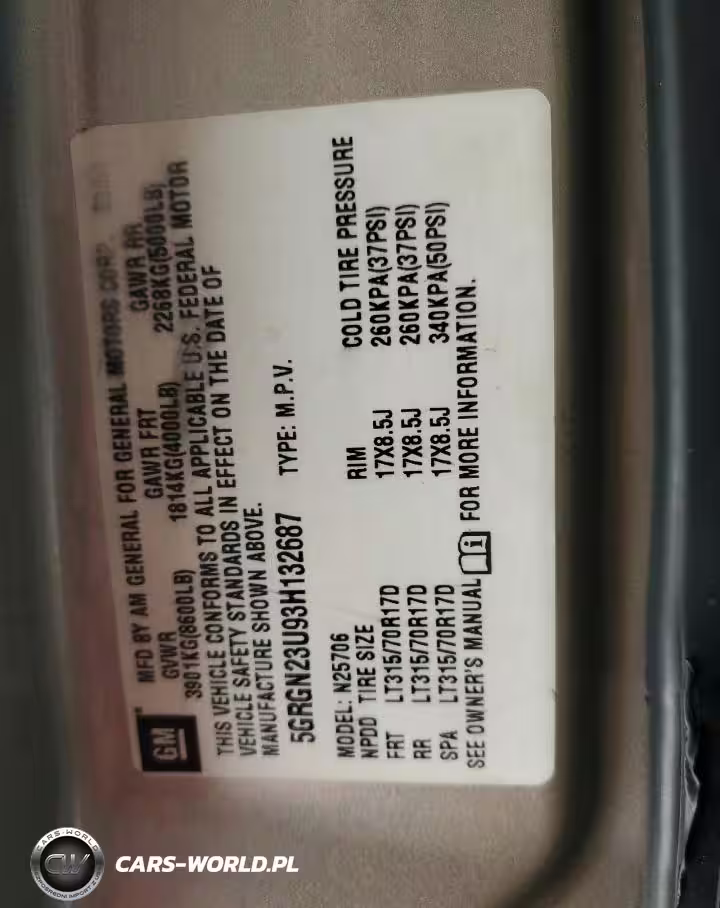 GM
MFD BY AM GENERAL FOR GENERAL MOTORS CORP.
GVWR GAWR FRT GAWR RR
3901KG(8600LB) 1814KG(4000LB) 2268KG(5000LB)
THIS VEHICLE CONFORMS TO ALL APPLICABLE U.S. FEDERAL MOTOR
VEHICLE SAFETY STANDARDS IN EFFECT ON THE DATE OF
MANUFACTURE SHOWN ABOVE.
5GRGN23U93H132687 TYPE: M.P.V.
MODEL: N25706
NPDD TIRE SIZE RIM COLD TIRE PRESSURE
FRT LT315/70R17D 17X8.5J 260KPA(37PSI)
RR LT315/70R17D 17X8.5J 260KPA(37PSI)
SPA LT315/70R17D 17X8.5J 340KPA(50PSI)
SEE OWNER'S MANUAL FOR MORE INFORMATION.
CARS-WORLD
CW
CARS-WORLD.PL